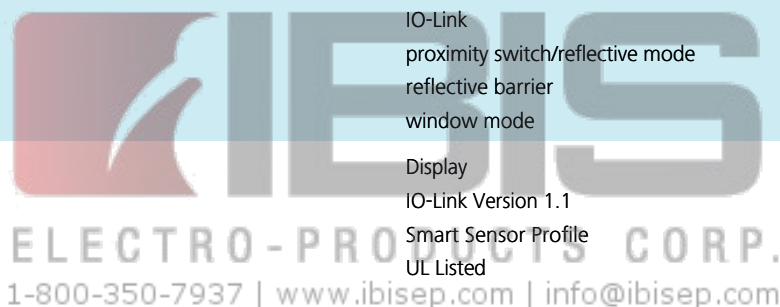 IO-Link
proximity switch/reflective mode
reflective barrier
window mode
Display
IO-Link Version 1.1
Smart Sensor Profile
UL Listed
IBIS
ELECTRO-PRODUCTS CORP.
1-800-350-7937 | www.ibisep.com | info@ibisep.com